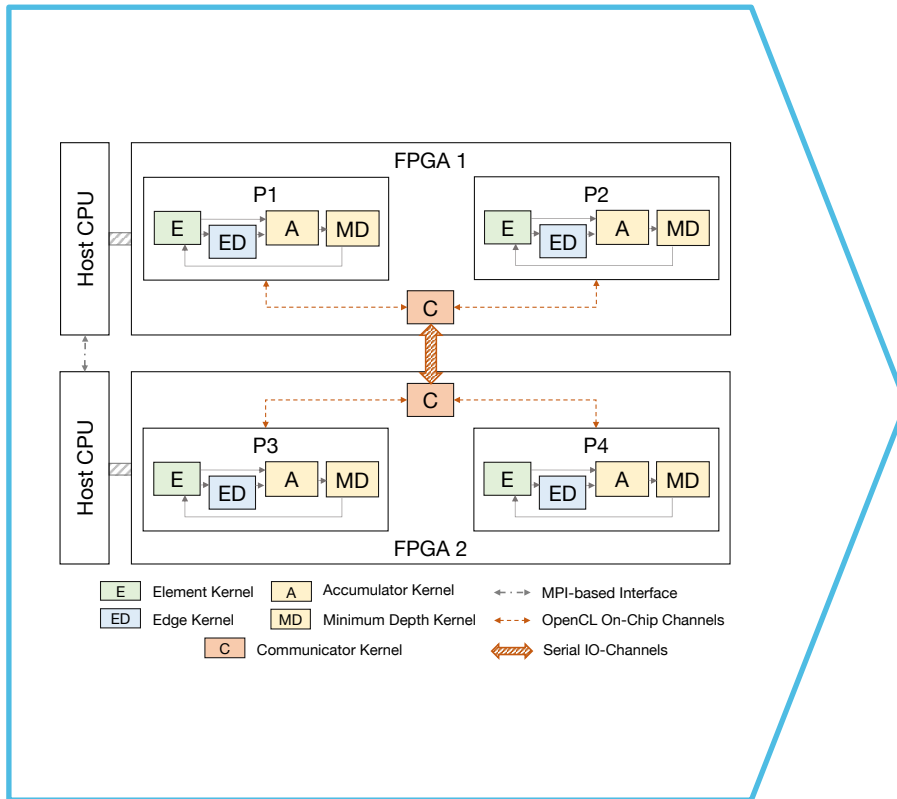 FPGA 1
Host CPU
P1
E
ED
A
MD
P2
E
ED
A
MD
C
C
Host CPU
P3
E
ED
A
MD
P4
E
ED
A
MD
FPGA 2
E Element Kernel
A Accumulator Kernel
MPI-based Interface
ED Edge Kernel
MD Minimum Depth Kernel
OpenCL On-Chip Channels
C Communicator Kernel
Serial IO-Channels